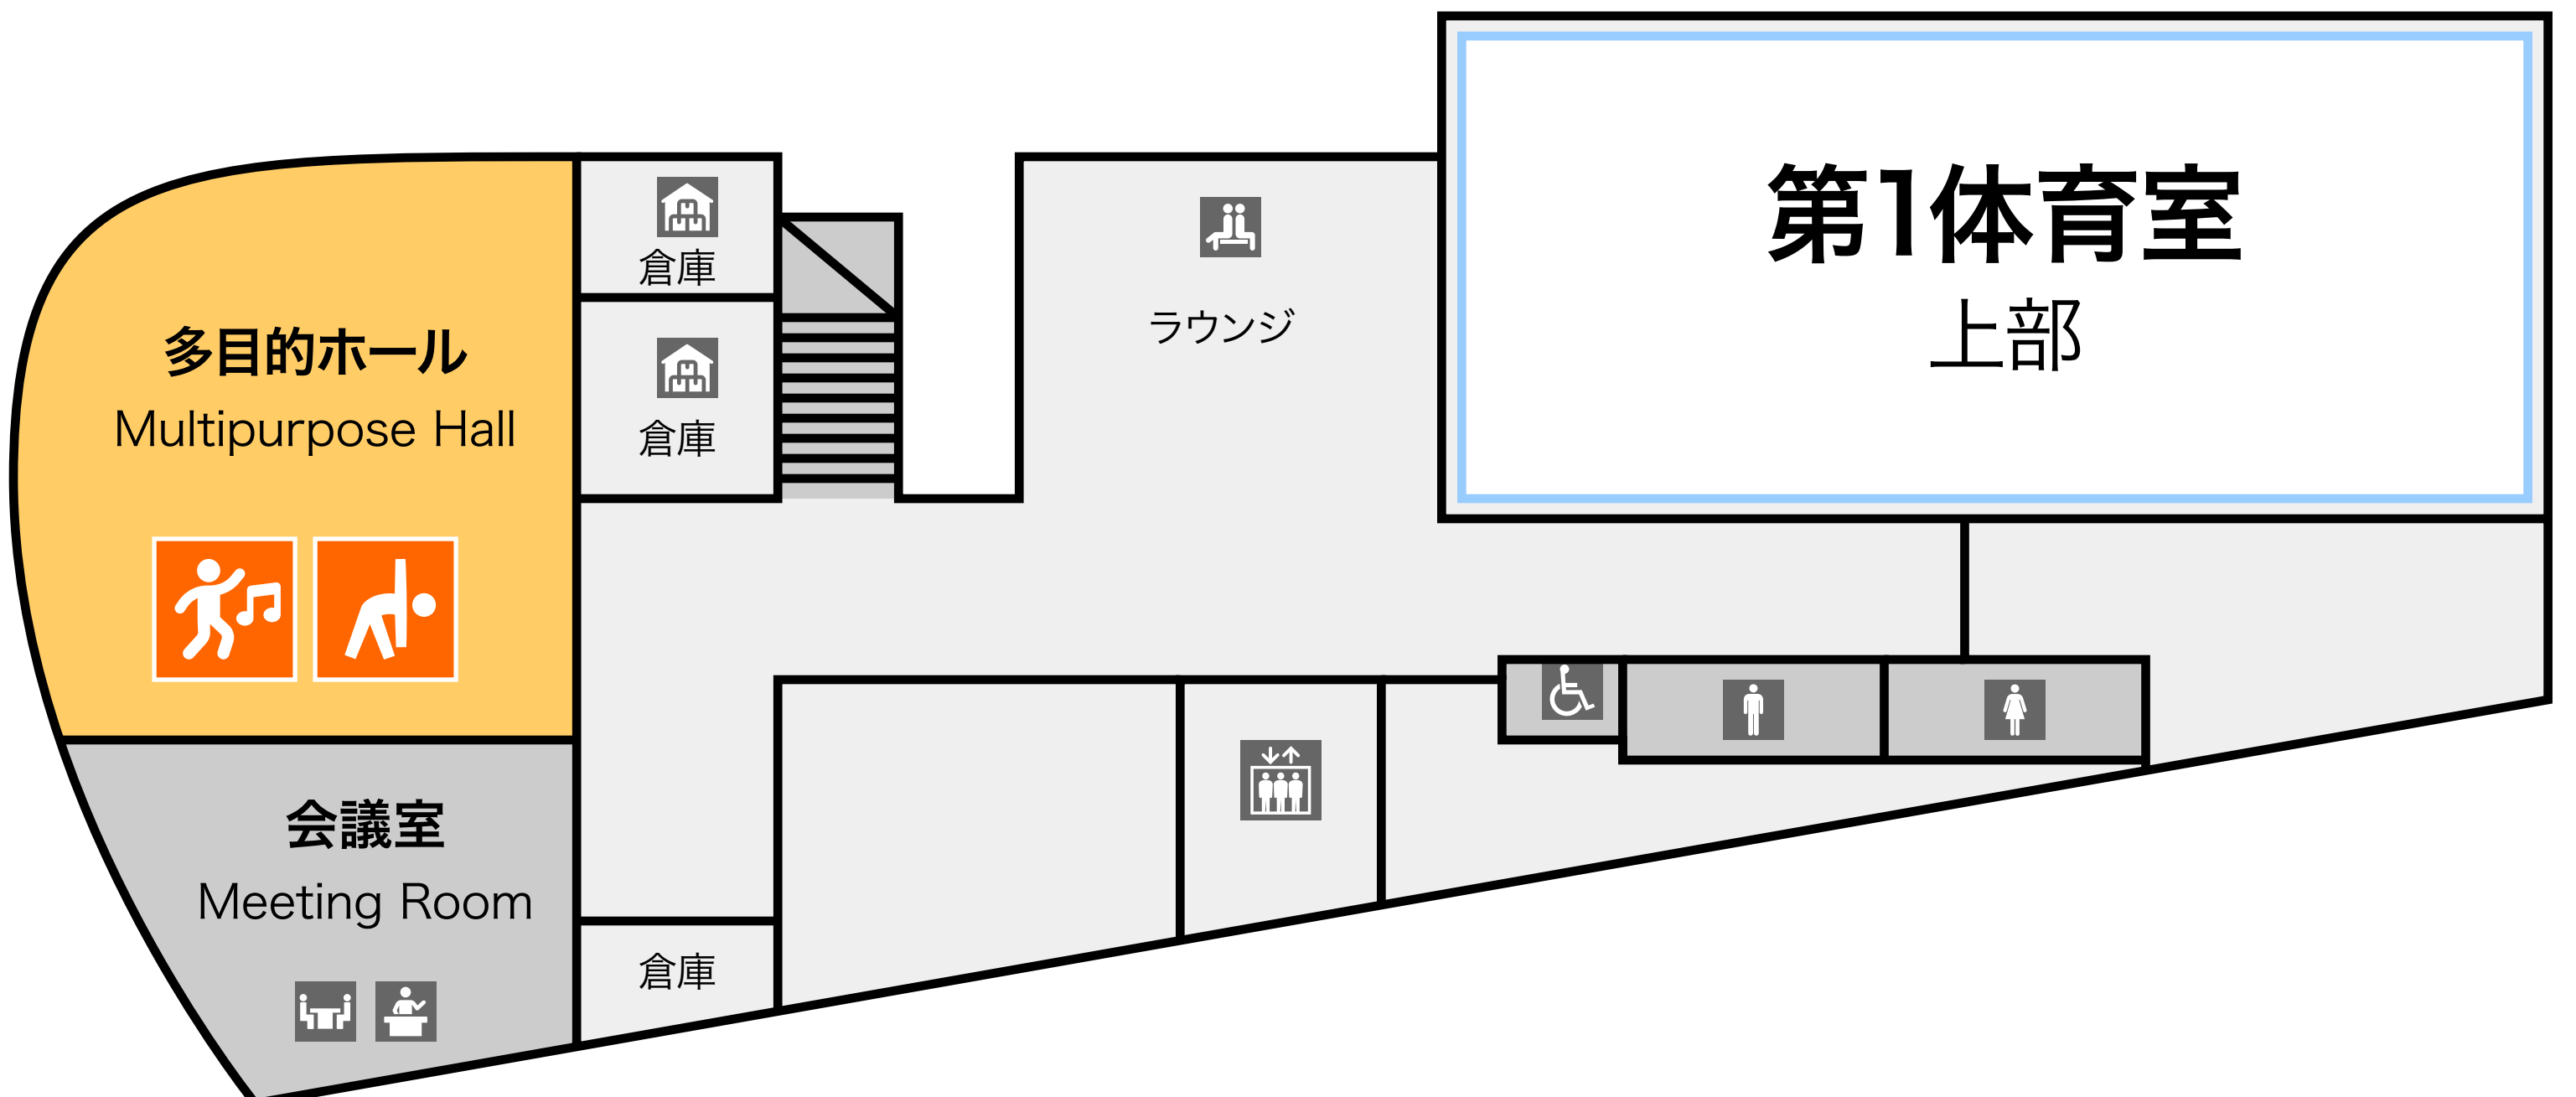 多目的ホール
Multipurpose Hall
会議室
Meeting Room
倉庫
倉庫
倉庫
ラウンジ
第1体育室
上部